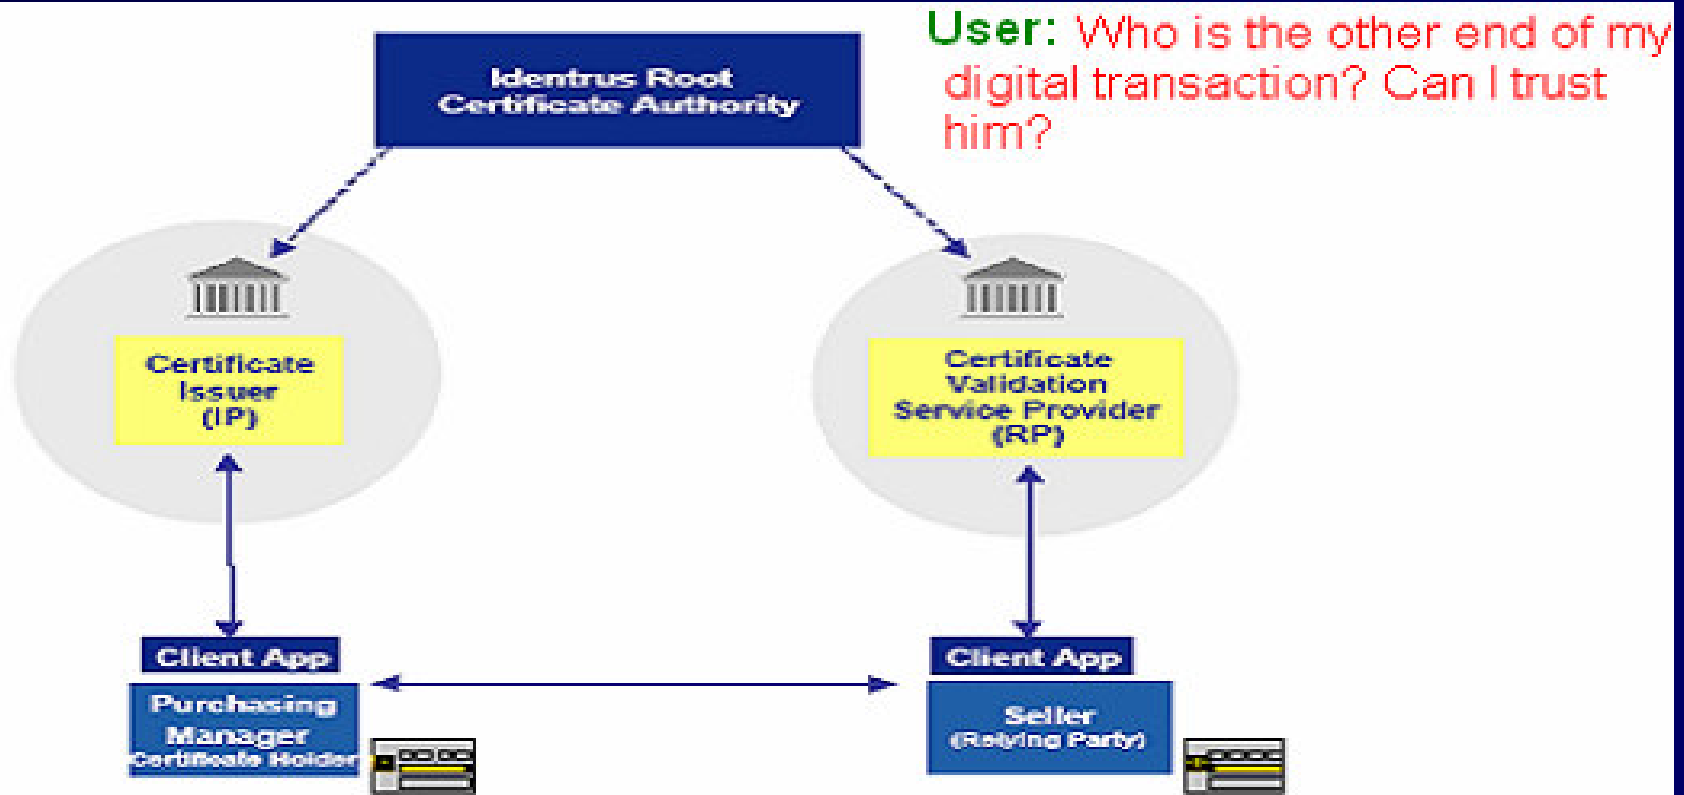 Identrus Root
Certificate Authority
User: Who is the other end of my
digital transaction? Can I trust
him?
Certificate
Issuer
(IP)
Certificate
Validation
Service Provider
(RP)
Client App
Purchasing
Manager
Certificate Holder
Client App
Seller
(Relying Party)